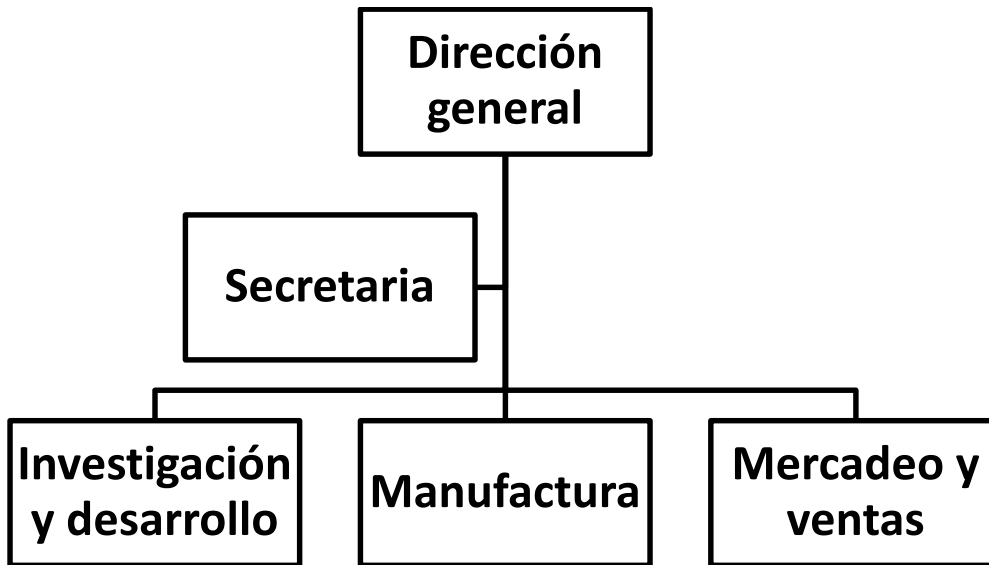 Dirección
general
Secretaria
Investigación
y desarrollo
Manufactura
Mercadeo y
ventas